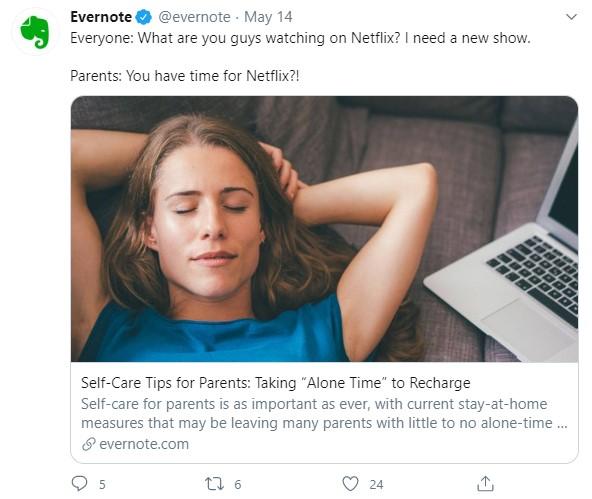 Evernote @evernote · May 14
Everyone: What are you guys watching on Netflix? I need a new show.
Parents: You have time for Netflix?!
Self-Care Tips for Parents: Taking “Alone Time” to Recharge
Self-care for parents is as important as ever, with current stay-at-home
measures that may be leaving many parents with little to no alone-time ...
evernote.com
5 6 24